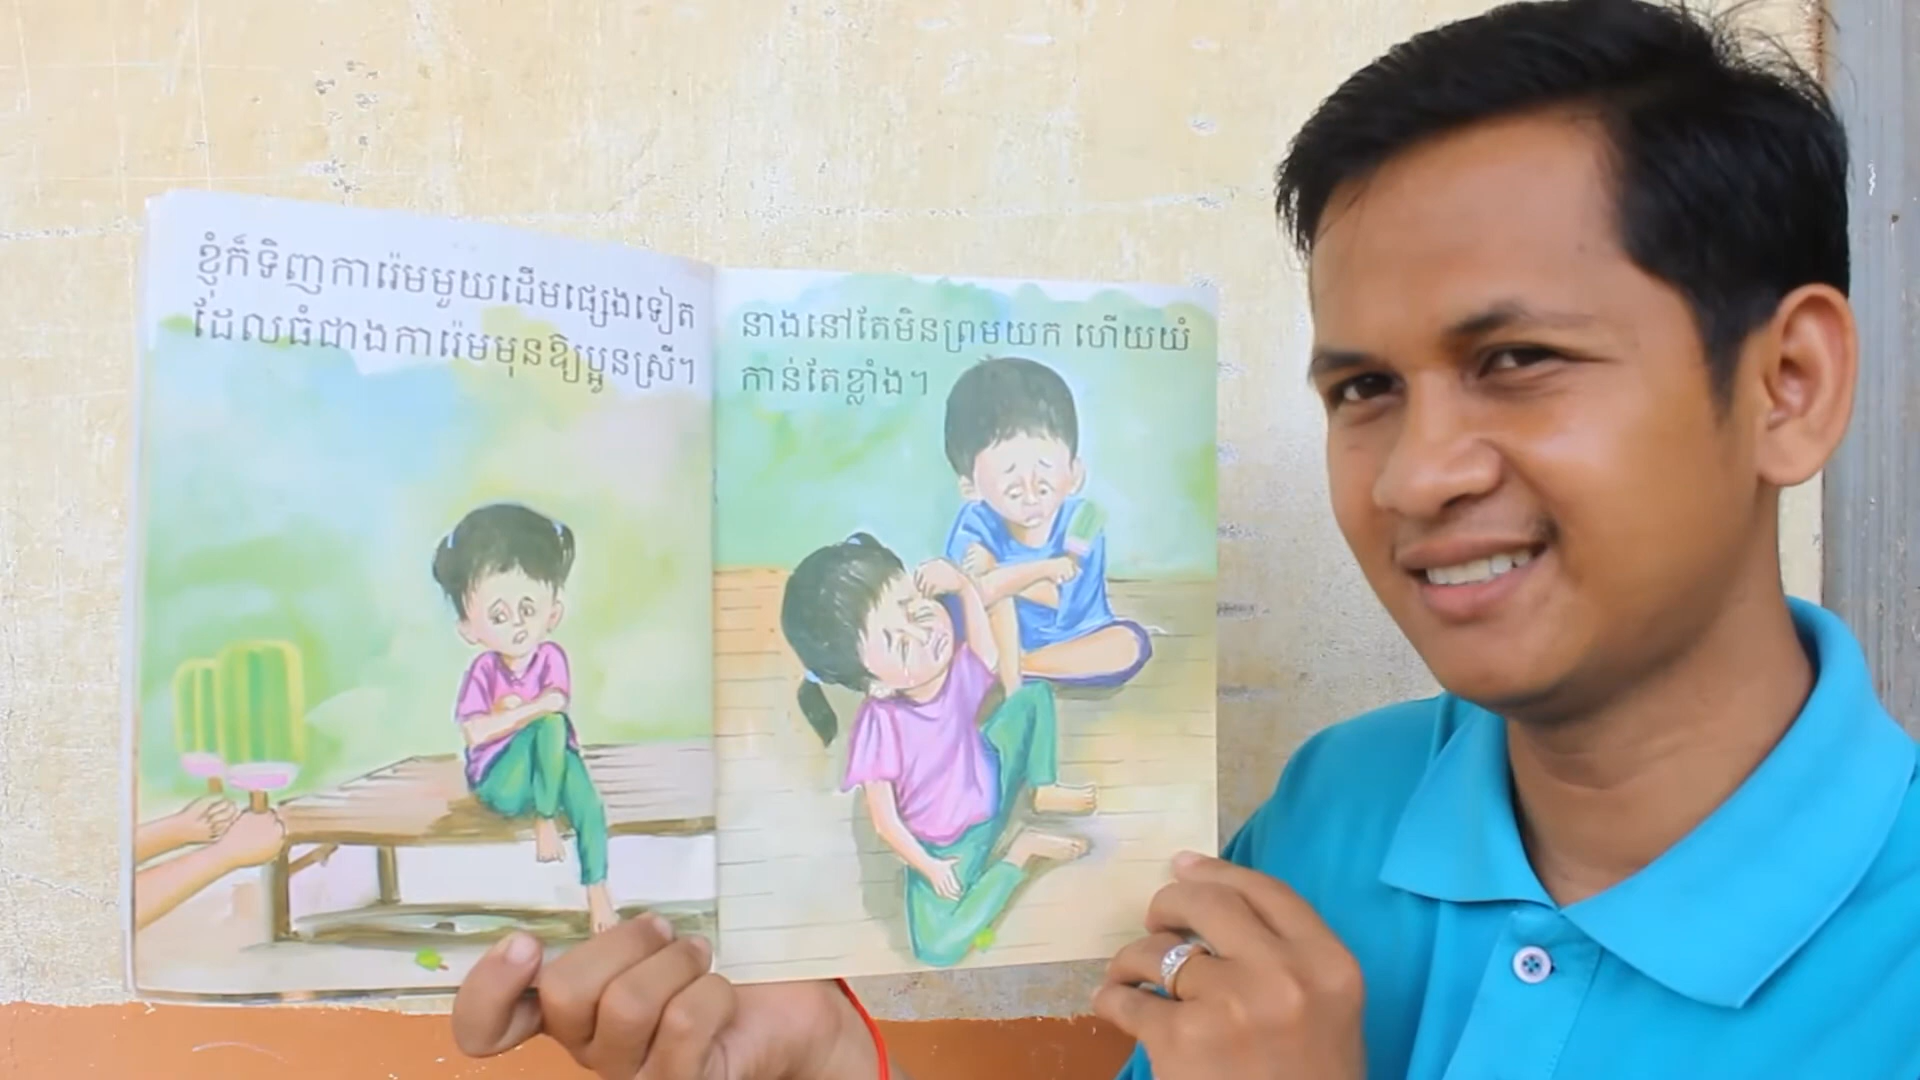 ខ្ញុំក៏ទិញការ៉េមមួយដើមផ្សេងទៀត
ដែលធំជាងការ៉េមមុនឱ្យប្អូនស្រី។
នាងនៅតែមិនព្រមយក ហើយយំ
កាន់តែខ្លាំង។